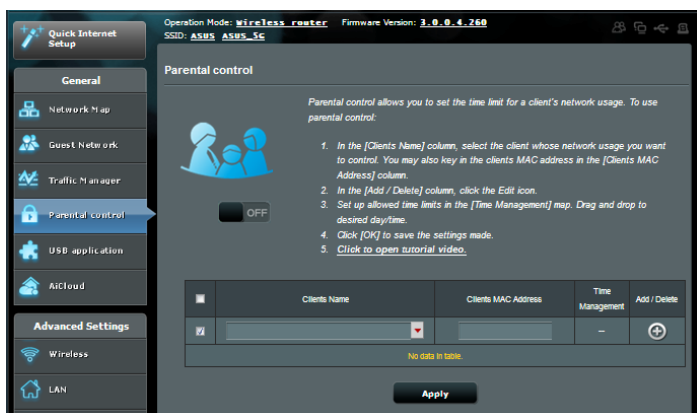 Quick Internet
Setup
Operation Mode: Wireless router Firmware Version: 3.0.0.4.260
SSID: ASUS ASUS_5G
General
Network Map
Guest Network
Traffic Manager
Parental control
USB application
AiCloud
Advanced Settings
Wireless
LAN
Parental control
Parental control allows you to set the time limit for a client's network usage. To use
parental control:
1. In the [Clients Name] column, select the client whose network usage you want
to control. You may also key in the clients MAC address in the [Clients MAC
Address] column.
2. In the [Add / Delete] column, click the Edit icon.
3. Set up allowed time limits in the [Time Management] map. Drag and drop to
desired day/time.
4. Click [OK] to save the settings made.
5. Click to open tutorial video.
OFF
Clients Name Clients MAC Address Time
Management Add / Delete
–
No data in table.
Apply